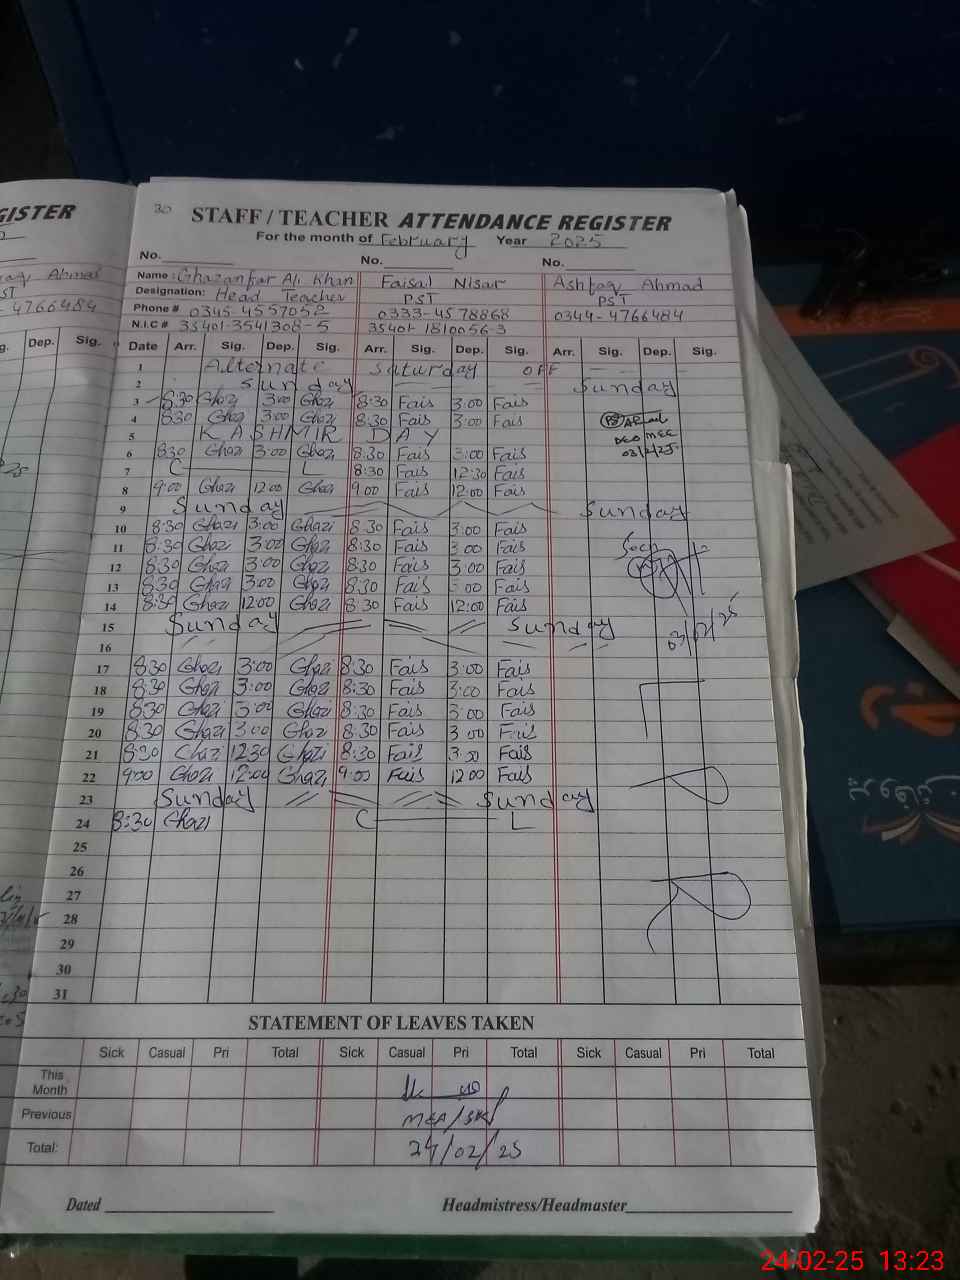 GISTER
30 STAFF / TEACHER ATTENDANCE REGISTER
For the month of February Year 2025
No. No. No.
Name : Ghazanfar Ali Khan Faisal Nisar Ashfaq Ahmad
Designation: Head Teacher PST PST
Phone # 0345-4557052 0333-4578868 0344-4766484
N.I.C # 35401-3541308-5 35401-1810056-3
Ahmad
ST
- 4766484
Dep. Sig.
Date Arr. Sig. Dep. Sig. Arr. Sig. Dep. Sig. Arr. Sig. Dep. Sig.
1 Alternate Saturday OFF
2 Sunday Sunday
3 8:30 Ghazi 3:00 Ghazi 8:30 Fais 3:00 Fais
4 8:30 Ghazi 3:00 Ghazi 8:30 Fais 3:00 Fais
5 KASHMIR DAY
6 8:30 Ghazi 3:00 Ghazi 8:30 Fais 3:00 Fais
7 C L 8:30 Fais 12:30 Fais
8 9:00 Ghazi 12:00 Ghazi 9:00 Fais 12:00 Fais
9 Sunday Sunday
10 8:30 Ghazi 3:00 Ghazi 8:30 Fais 3:00 Fais
11 8:30 Ghazi 3:00 Ghazi 8:30 Fais 3:00 Fais
12 8:30 Ghazi 3:00 Ghazi 8:30 Fais 3:00 Fais
13 8:30 Ghazi 3:00 Ghazi 8:30 Fais 3:00 Fais
14 8:30 Ghazi 12:00 Ghazi 8:30 Fais 12:00 Fais
15 Sunday Sunday
16
17 8:30 Ghazi 3:00 Ghazi 8:30 Fais 3:00 Fais
18 8:30 Ghazi 3:00 Ghazi 8:30 Fais 3:00 Fais
19 8:30 Ghazi 3:00 Ghazi 8:30 Fais 3:00 Fais
20 8:30 Ghazi 3:00 Ghazi 8:30 Fais 3:00 Fais
21 8:30 Ghazi 12:30 Ghazi 8:30 Fais Fais
22 9:00 Ghazi 12:00 Ghazi 9:00 Fais 12:00 Fais
23 Sunday Sunday
24 8:30 Ghazi C L
25
26
27
28
29
30
31
STATEMENT OF LEAVES TAKEN
Sick Casual Pri Total Sick Casual Pri Total Sick Casual Pri Total
This Month
Previous
Total: 24/02/25
Dated Headmistress/Headmaster
24-02-25 13:23